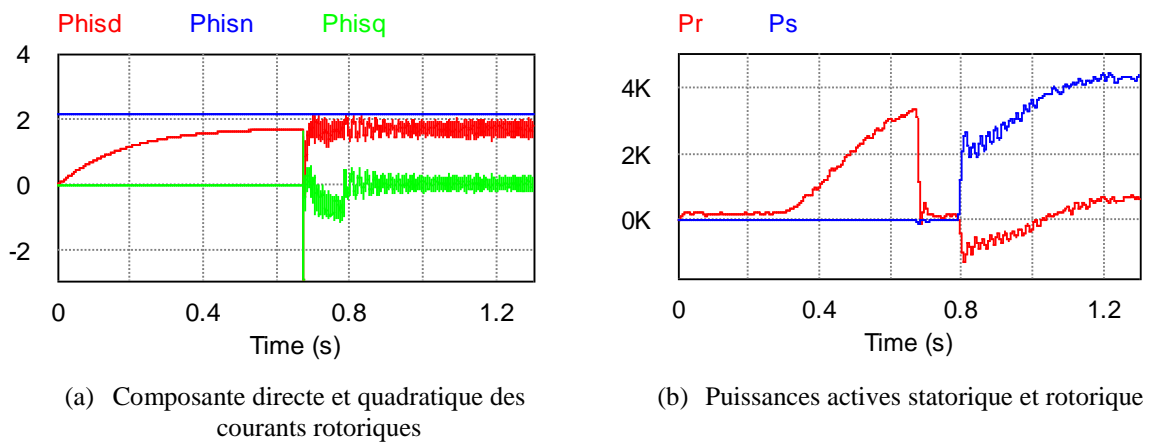 Phisd Phisn Phisq
4
2
0
-2
0 0.4 0.8 1.2
Time (s)
(a) Composante directe et quadratique des
courants rotoriques
Pr Ps
4K
2K
0K
0 0.4 0.8 1.2
Time (s)
(b) Puissances actives statorique et rotorique